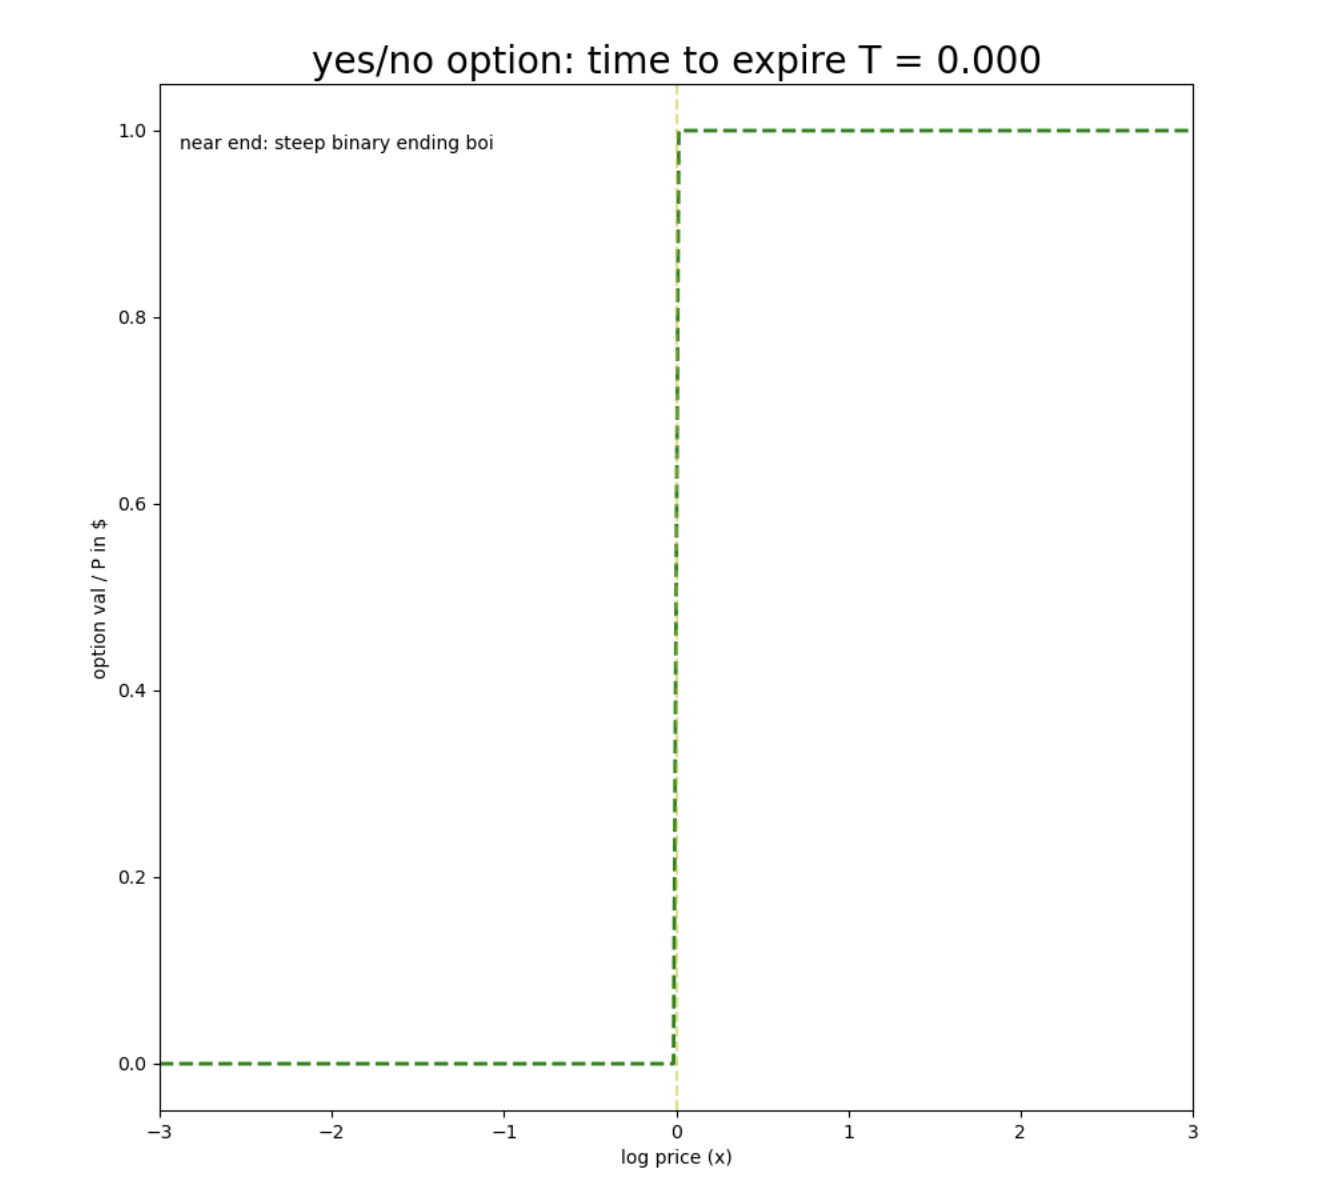 yes/no option: time to expire T = 0.000
1.0
near end: steep binary ending boi
0.8
0.6
option val / P in $
0.4
0.2
0.0
−3 −2 −1 0 1 2 3
log price (x)